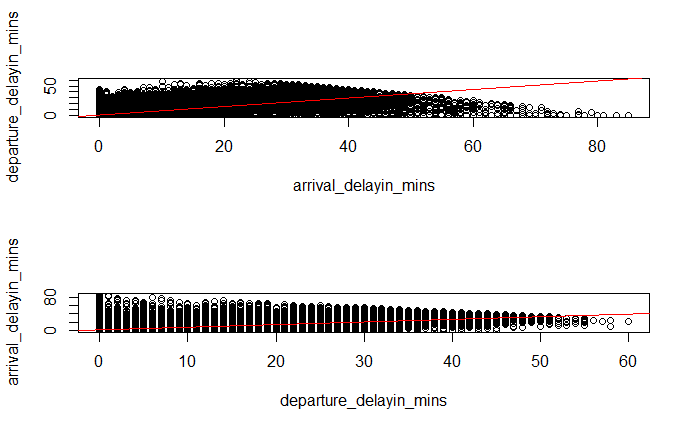 departure_delayin_mins
50
0
0 20 40 60 80
arrival_delayin_mins
arrival_delayin_mins
80
0
0 10 20 30 40 50 60
departure_delayin_mins